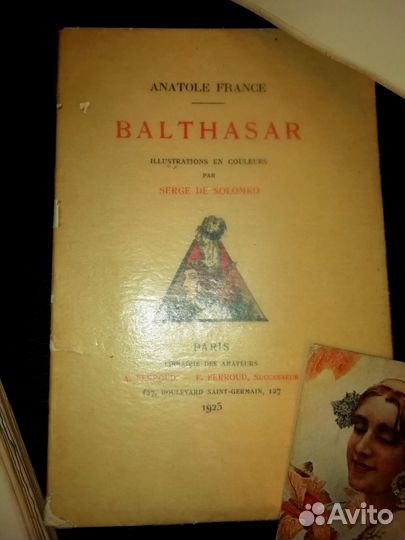 ANATOLE FRANCE
BALTHASAR
ILLUSTRATIONS EN COULEURS
PAR
SERGE DE SOLOMKO
PARIS
LIBRAIRIE DES AMATEURS
A. FERROUD. — F. FERROUD, SUCCESSEUR
127, BOULEVARD SAINT-GERMAIN, 127
1925
Avito